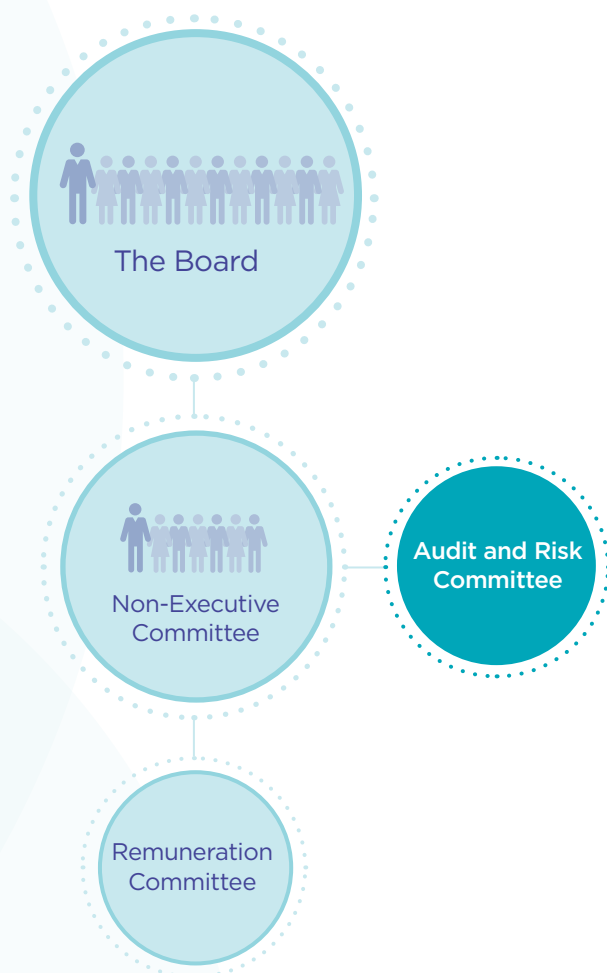 The Board
Non-Executive
Committee
Audit and Risk
Committee
Remuneration
Committee